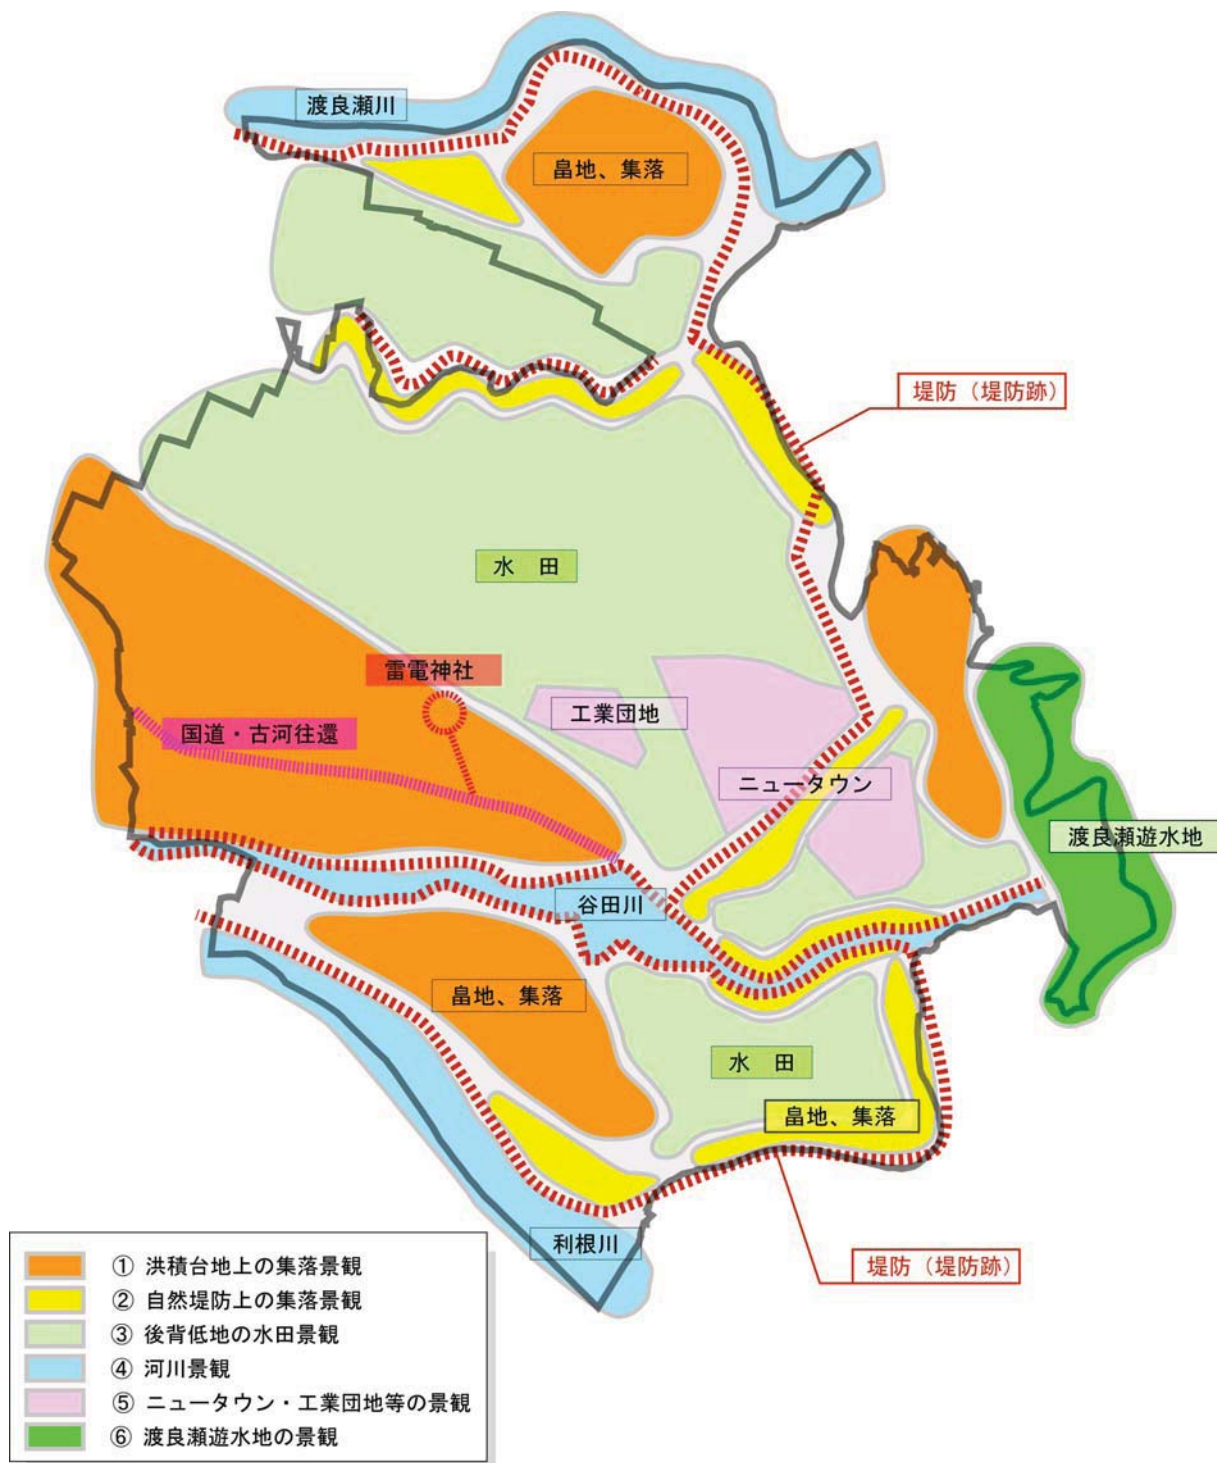 渡良瀬川
畠地、集落
堤防（堤防跡）
水　田
雷電神社
工業団地
国道・古河往還
ニュータウン
渡良瀬遊水地
谷田川
畠地、集落
水　田
畠地、集落
利根川
堤防（堤防跡）
① 洪積台地上の集落景観
② 自然堤防上の集落景観
③ 後背低地の水田景観
④ 河川景観
⑤ ニュータウン・工業団地等の景観
⑥ 渡良瀬遊水地の景観